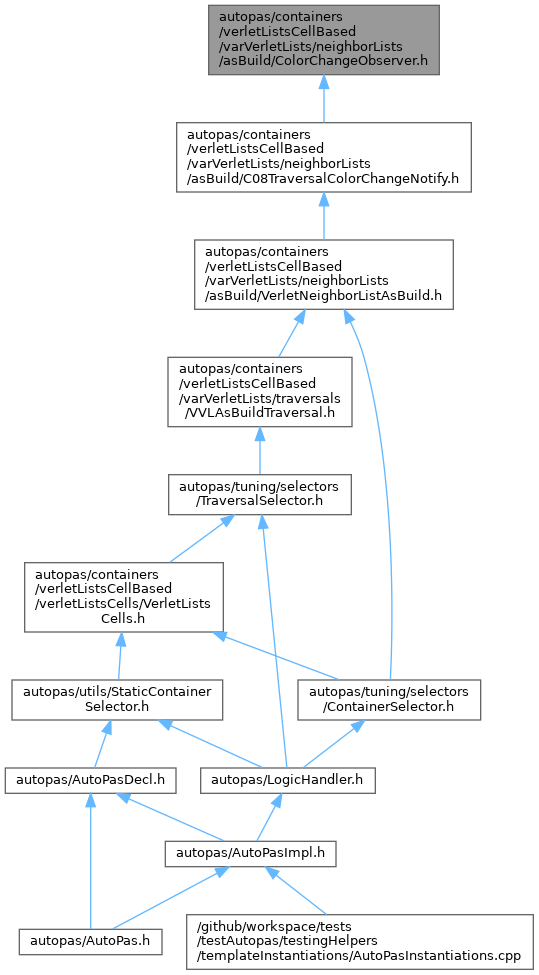 autopas/containers
/verletListsCellBased
/varVerletLists/neighborLists
/asBuild/ColorChangeObserver.h
autopas/containers
/verletListsCellBased
/varVerletLists/neighborLists
/asBuild/C08TraversalColorChangeNotify.h
autopas/containers
/verletListsCellBased
/varVerletLists/neighborLists
/asBuild/VerletNeighborListAsBuild.h
autopas/containers
/verletListsCellBased
/varVerletLists/traversals
/VVLAsBuildTraversal.h
autopas/tuning/selectors
/TraversalSelector.h
autopas/containers
/verletListsCellBased
/verletListsCells/VerletLists
Cells.h
autopas/utils/StaticContainer
Selector.h
autopas/tuning/selectors
/ContainerSelector.h
autopas/AutoPasDecl.h
autopas/LogicHandler.h
autopas/AutoPasImpl.h
autopas/AutoPas.h
/github/workspace/tests
/testAutopas/testingHelpers
/templateInstantiations/AutoPasInstantiations.cpp